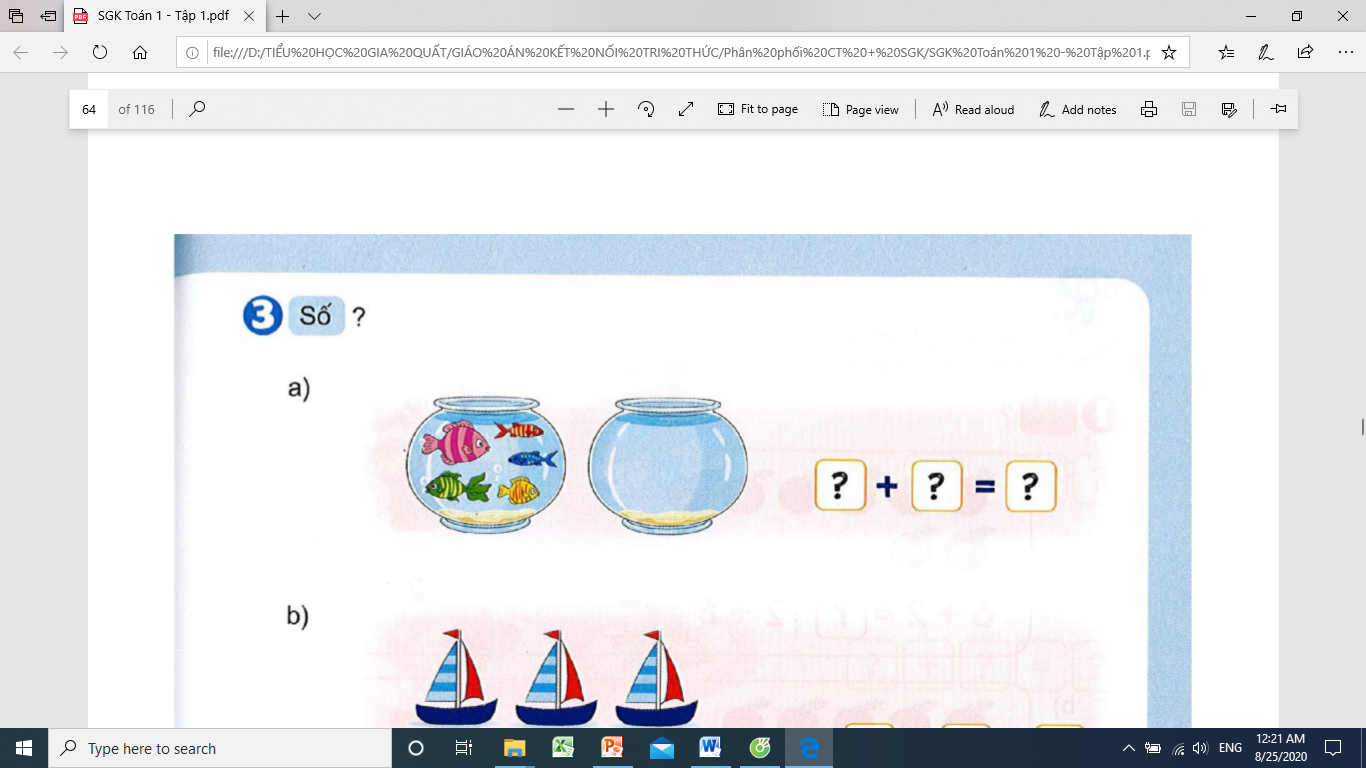 SGK Toán 1 - Tập 1.pdf
file:///D:/TIỂU%20HỌC%20GIA%20QUẤT/GIÁO%20ÁN%20KẾT%20NỐI%20TRI%20THỨC/Phân%20phối%20CT%20+%20SGK/SGK%20Toán%201%20-%20Tập%201.p
64 of 116
Fit to page
Page view
Read aloud
Add notes
3 Số ?
a)
? + ? = ?
b)
Type here to search
ENG
12:21 AM
8/25/2020